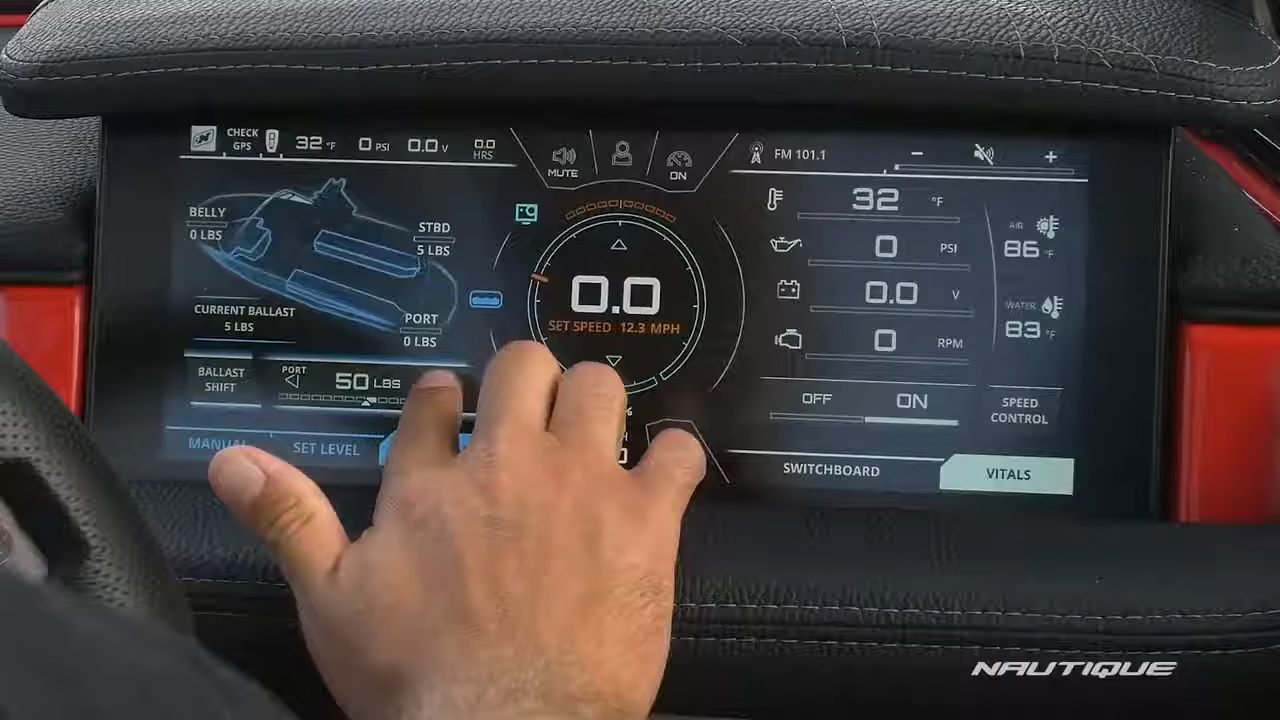 CHECK GPS 32 °F 0 PSI 0.0 V 0.0 HRS
MUTE
ON
FM 101.1
- +
BELLY
0 LBS
STBD
5 LBS
CURRENT BALLAST
5 LBS
PORT
0 LBS
BALLAST SHIFT
PORT
50 LBS
MANUAL SET LEVEL
0.0
SET SPEED 12.3 MPH
32 °F
0 PSI
0.0 V
0 RPM
AIR
86 °F
WATER
83 °F
OFF ON
SPEED CONTROL
SWITCHBOARD VITALS
NAUTIQUE